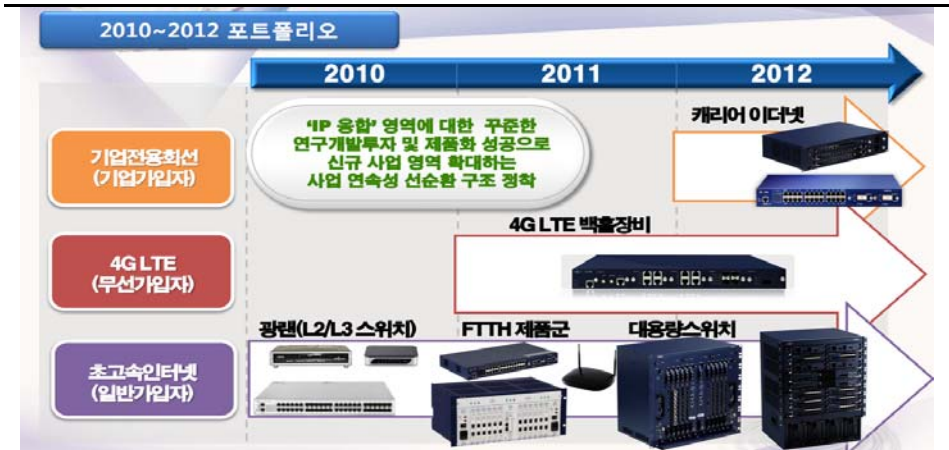 2010~2012 포트폴리오
2010
2011
2012
'IP 융합' 영역에 대한 꾸준한
연구개발투자 및 제품화 성공으로
신규 사업 영역 확대하는
사업 연속성 선순환 구조 정착
캐리어 이더넷
기업전용회선
(기업가입자)
4G LTE 백홀장비
4G LTE
(무선가입자)
광랜(L2/L3 스위치)
FTTH 제품군
대용량스위치
초고속인터넷
(일반가입자)